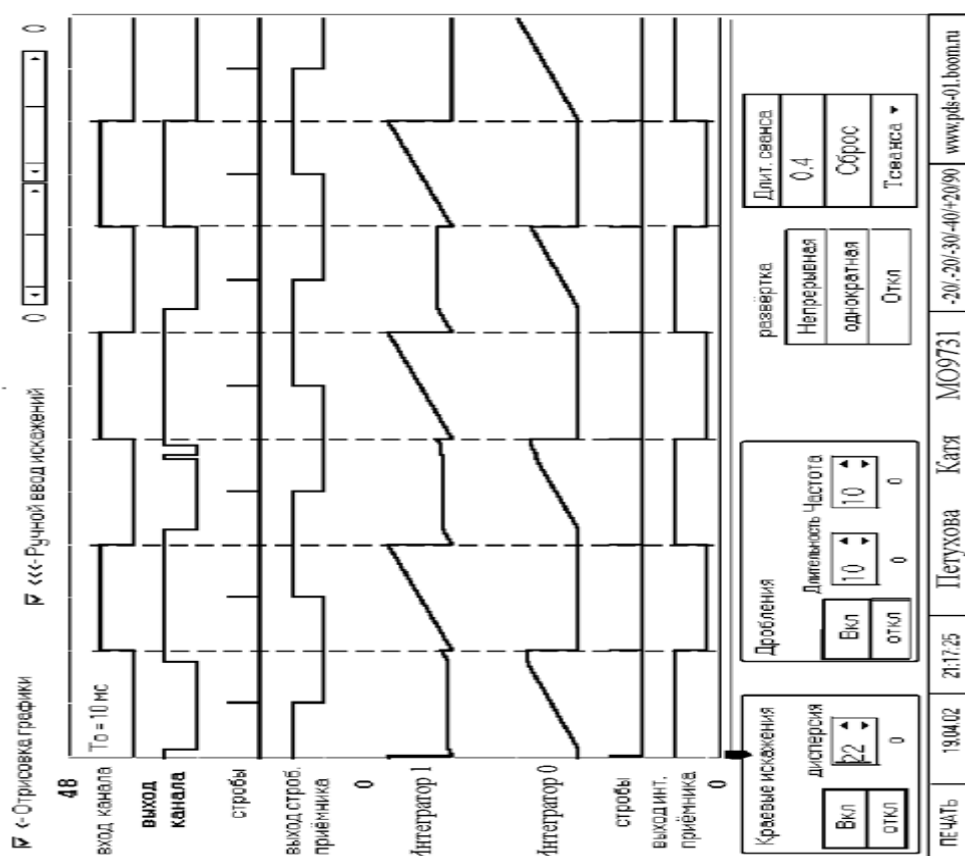 ☑ <-Отрисовка графики ☑ <<<-Ручной ввод искажений 0 0
48
То = 10 мс
вход канала
выход
канала
стробы
выход строб.
приёмника
0
Интегратор 1
Интегратор 0
стробы
выход инт.
приёмника
0
Краевые искажения
дисперсия
Вкл
откл
22
0
Дробления
Длительность Частота
Вкл
откл
10 10
0 0
развёртка
Непрерывная
однократная
Откл
Длит. сеанса
0,4
Сброс
Тсеанса
ПЕЧАТЬ 19.04.02 21:17:25 Петухова Катя МО9731 -20/-20/-30/-40/+20/90 www.pds-01.boom.ru